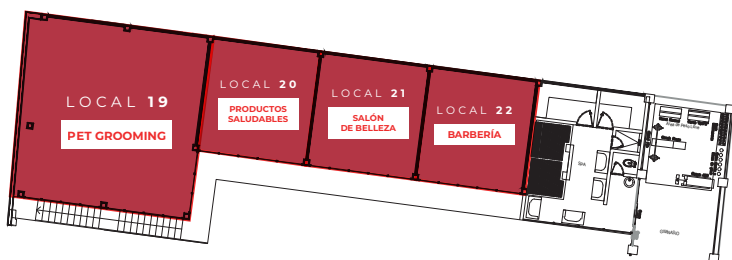 LOCAL 19
PET GROOMING
LOCAL 20
PRODUCTOS
SALUDABLES
LOCAL 21
SALÓN
DE BELLEZA
LOCAL 22
BARBERÍA
SPA